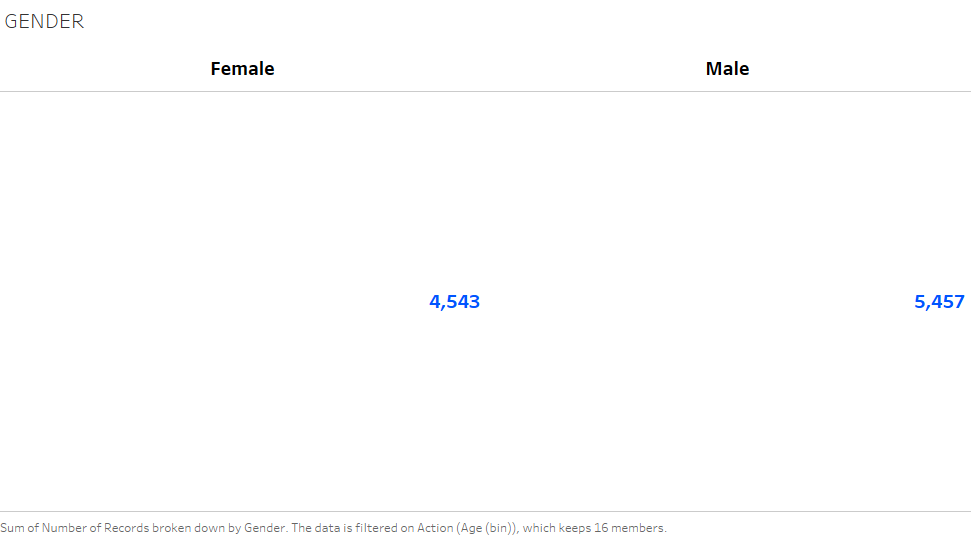 GENDER
Female Male
4,543 5,457
Sum of Number of Records broken down by Gender. The data is filtered on Action (Age (bin)), which keeps 16 members.